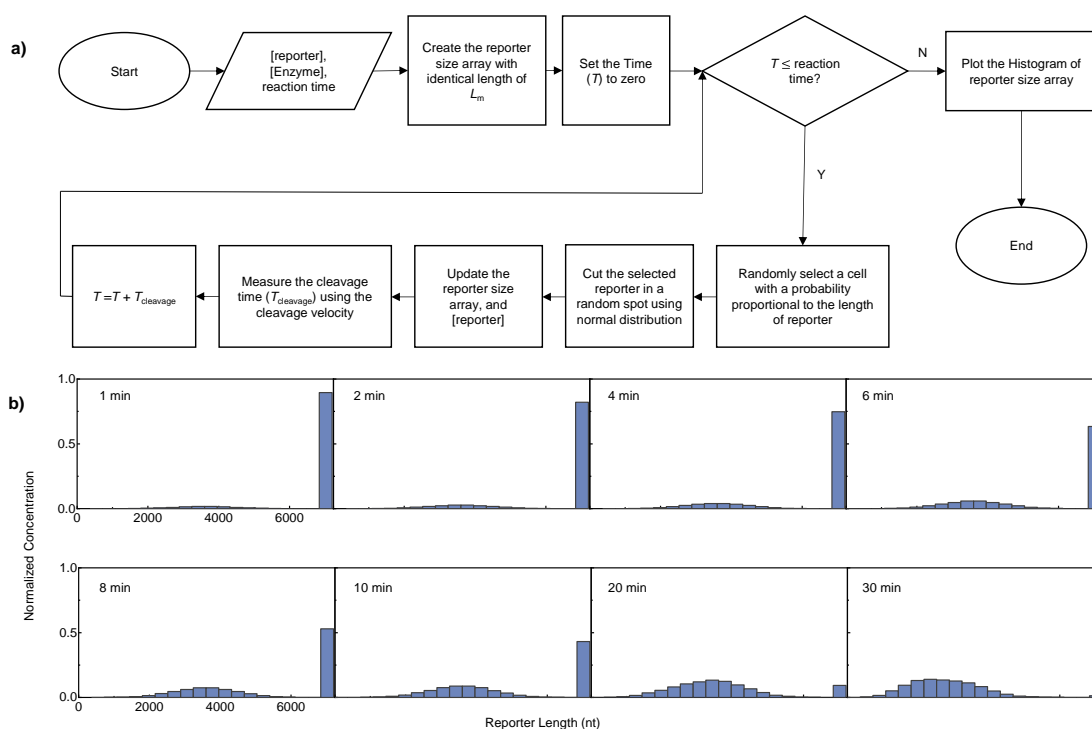 a)
Start
[reporter],
[Enzyme],
reaction time
Create the reporter
size array with
identical length of
Lm
Set the Time
(T) to zero
T ≤ reaction
time?
N
Plot the Histogram of
reporter size array
Y
End
T =T + Tcleavage
Measure the cleavage
time (Tcleavage) using the
cleavage velocity
Update the
reporter size
array, and
[reporter]
Cut the selected
reporter in a
random spot using
normal distribution
Randomly select a cell
with a probability
proportional to the length
of reporter
b)
1.0
0.5
0.0
1 min
2 min
4 min
6 min
0
2000
4000
6000
Normalized Concentration
1.0
0.5
0.0
8 min
10 min
20 min
30 min
0
2000
4000
6000
Reporter Length (nt)